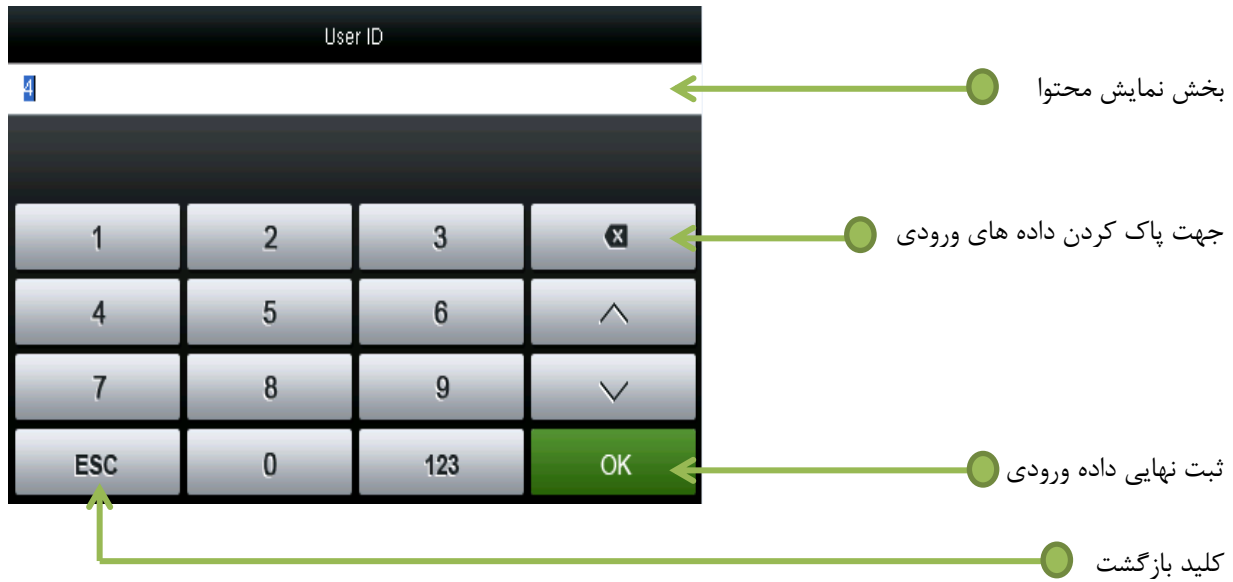 User ID
4
بخش نمایش محتوا
1 2 3
جهت پاک کردن داده های ورودی
4 5 6
7 8 9
ESC 0 123 OK
ثبت نهایی داده ورودی
کلید بازگشت